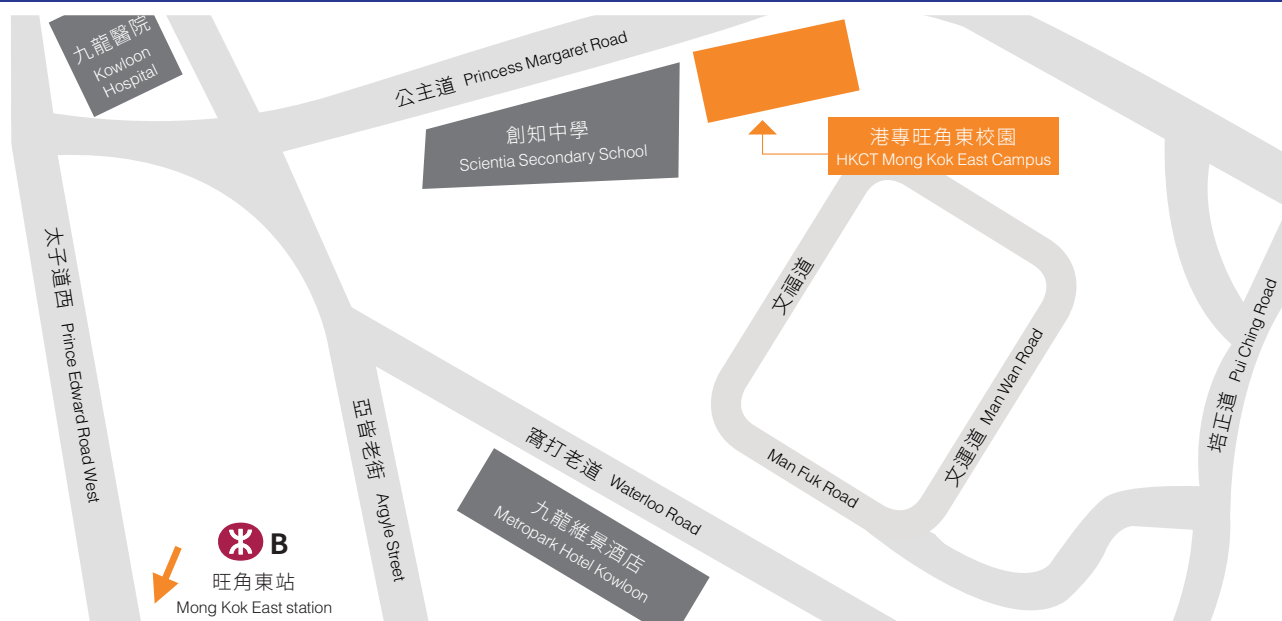 九龍醫院
Kowloon
Hospital
公主道 Princess Margaret Road
創知中學
Scientia Secondary School
港專旺角東校園
HKCT Mong Kok East Campus
太子道西 Prince Edward Road West
文福道
Man Fuk Road
文運道 Man Wan Road
培正道 Pui Ching Road
亞皆老街 Argyle Street
窩打老道 Waterloo Road
九龍維景酒店
Metropark Hotel Kowloon
B
旺角東站
Mong Kok East station